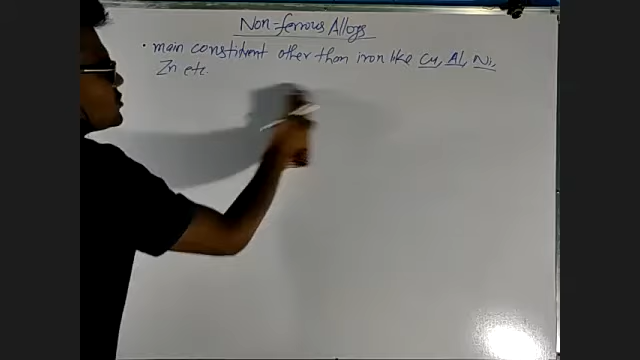 Non-ferrous Alloys
• main constituent other than iron like Cu, Al, Ni,
Zn etc.